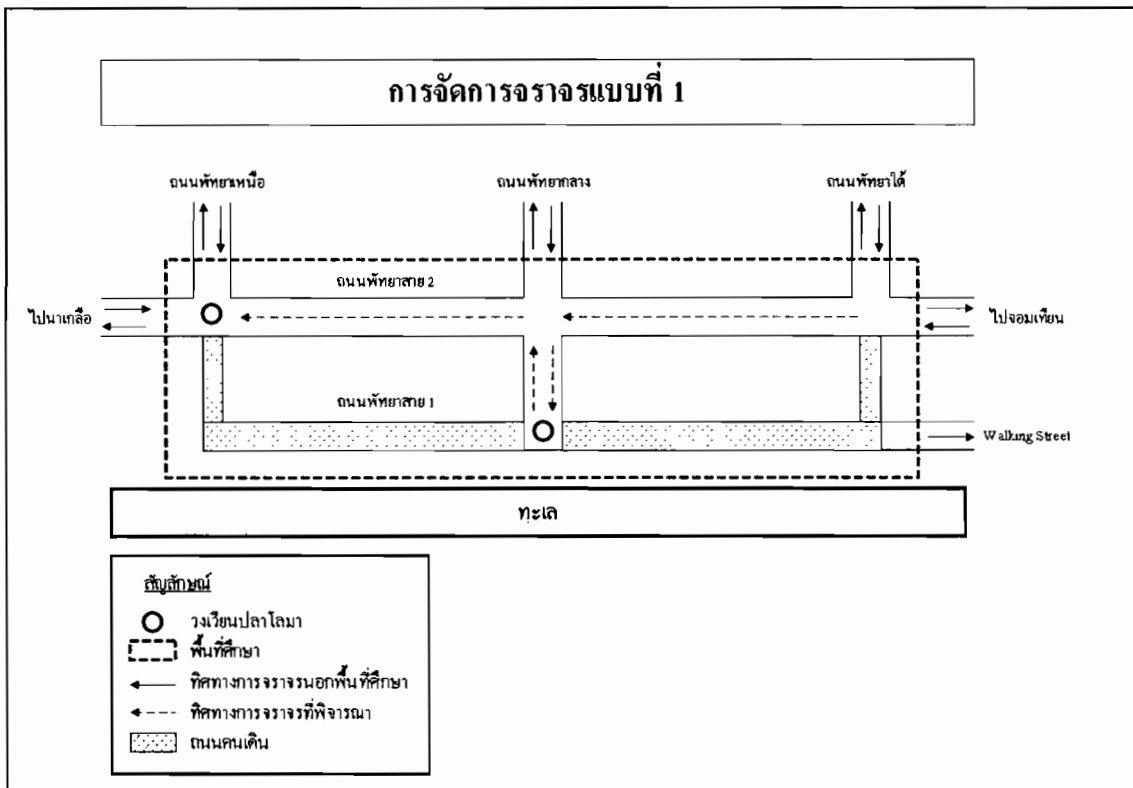 การจัดการจราจรแบบที่ 1
ถนนพัทยาเหนือ
ถนนพัทยากลาง
ถนนพัทยาใต้
ถนนพัทยาสาย 2
ไปนาเกลือ
ไปจอมเทียน
ถนนพัทยาสาย 1
Walking Street
ทะเล
สัญลักษณ์
วงเวียนปลาโลมา
พื้นที่ศึกษา
ทิศทางการจราจรนอกพื้นที่ศึกษา
ทิศทางการจราจรที่พิจารณา
ถนนคนเดิน